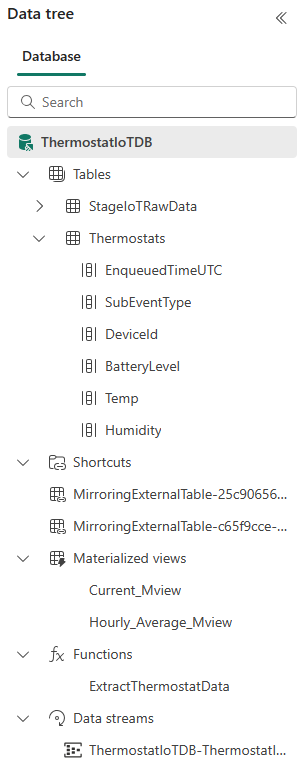 Data tree
Database
Search
ThermostatIoTDB
Tables
StageIoTRawData
Thermostats
EnqueuedTimeUTC
SubEventType
DeviceId
BatteryLevel
Temp
Humidity
Shortcuts
MirroringExternalTable-25c90656...
MirroringExternalTable-c65f9cce-...
Materialized views
Current_Mview
Hourly_Average_Mview
Functions
ExtractThermostatData
Data streams
ThermostatIoTDB-ThermostatI...